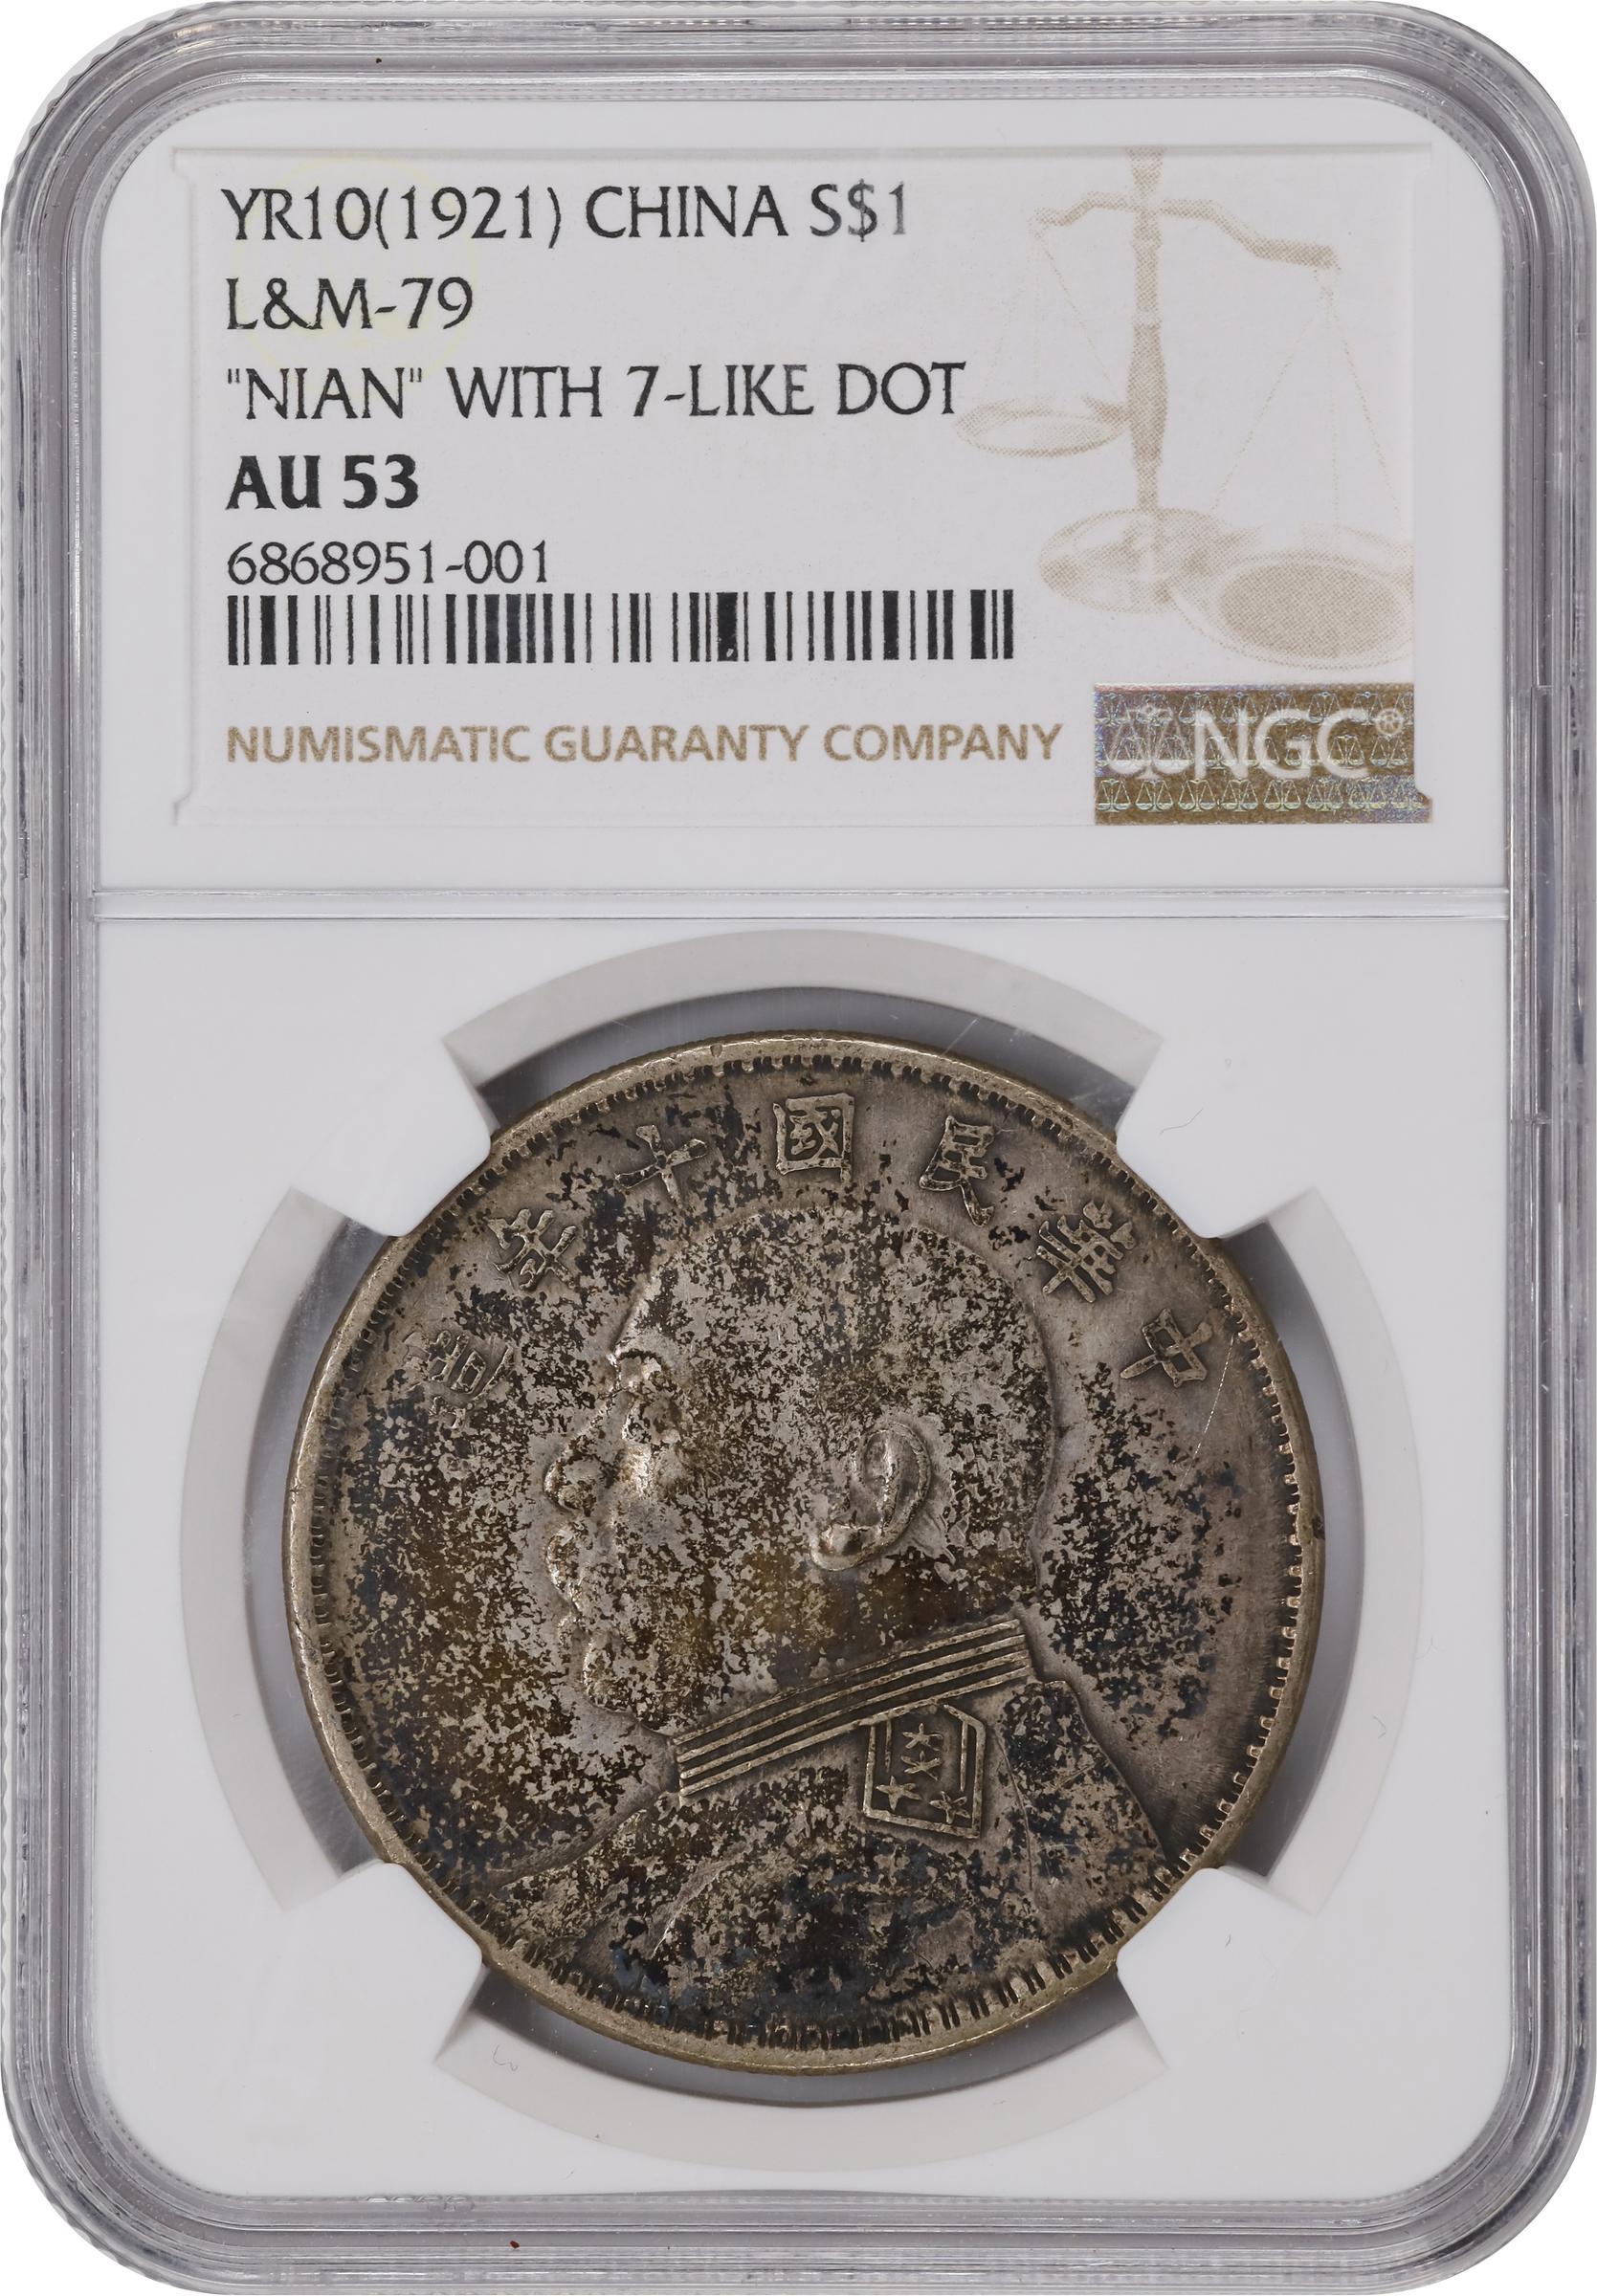 YR10(1921) CHINA S$1
L&M-79
"NIAN" WITH 7-LIKE DOT
AU 53
6868951-001
NUMISMATIC GUARANTY COMPANY
NGC®
中華民國十年造